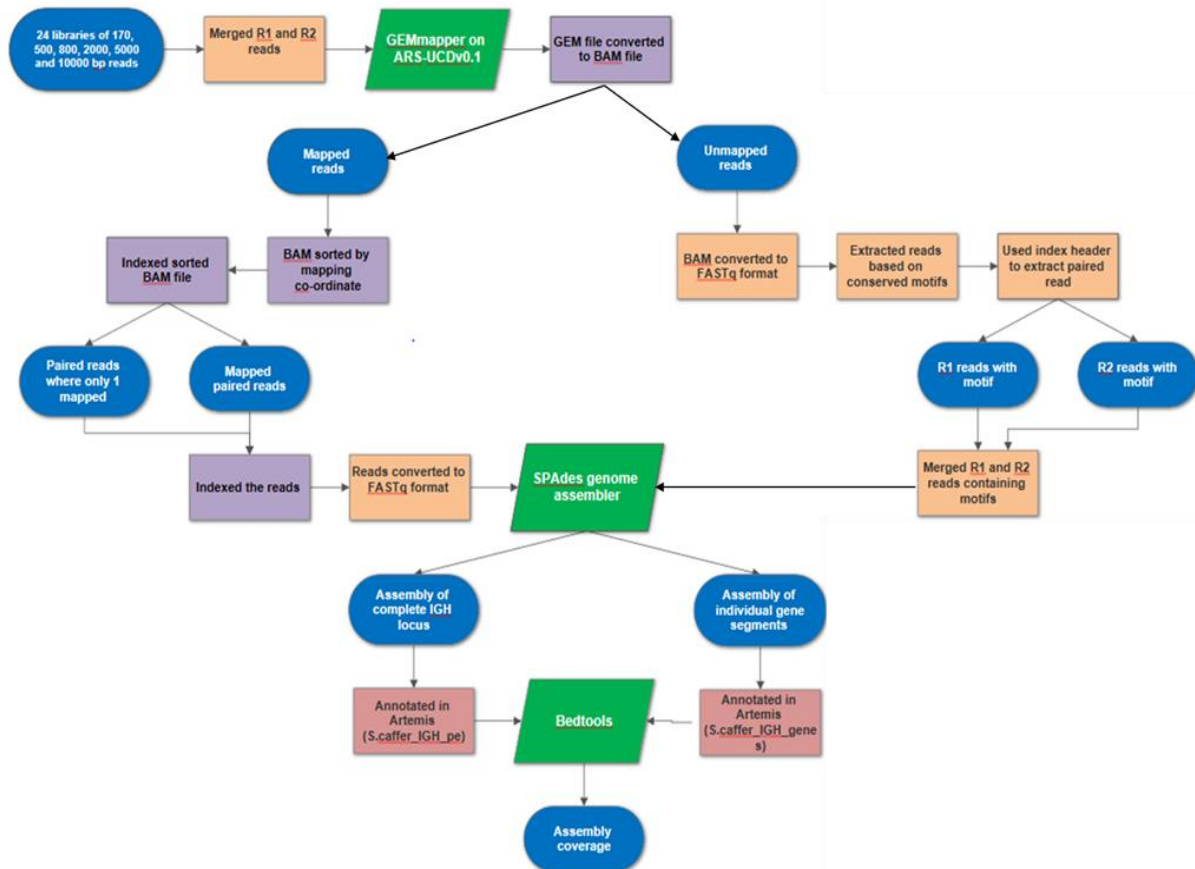 24 libraries of 170,
500, 800, 2000, 5000
and 10000 bp reads
Merged R1 and R2
reads
GEMmapper on
ARS-UCDv0.1
GEM file converted
to BAM file
Mapped
reads
Unmapped
reads
Indexed sorted
BAM file
BAM sorted by
mapping
co-ordinate
BAM converted to
FASTq format
Extracted reads
based on
conserved motifs
Used index header
to extract paired
read
Paired reads
where only 1
mapped
Mapped
paired reads
R1 reads with
motif
R2 reads with
motif
Indexed the reads
Reads converted to
FASTq format
SPAdes genome
assembler
Merged R1 and R2
reads containing
motifs
Assembly of
complete IGH
locus
Assembly of
individual gene
segments
Annotated in
Artemis
(S.caffer_IGH_pe)
Bedtools
Annotated in
Artemis
(S.caffer_IGH_gene
s)
Assembly
coverage